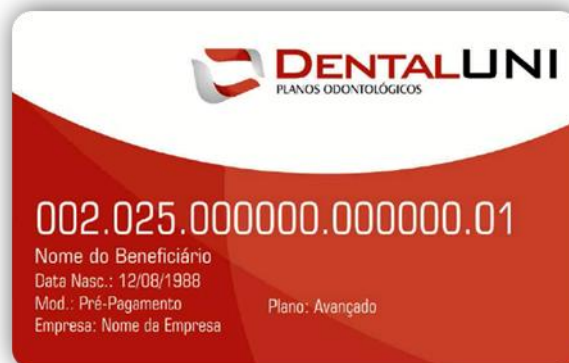 DENTALUNI
PLANOS ODONTOLÓGICOS
002.025.000000.000000.01
Nome do Beneficiário
Data Nasc.: 12/08/1988
Mod.: Pré-Pagamento Plano: Avançado
Empresa: Nome da Empresa